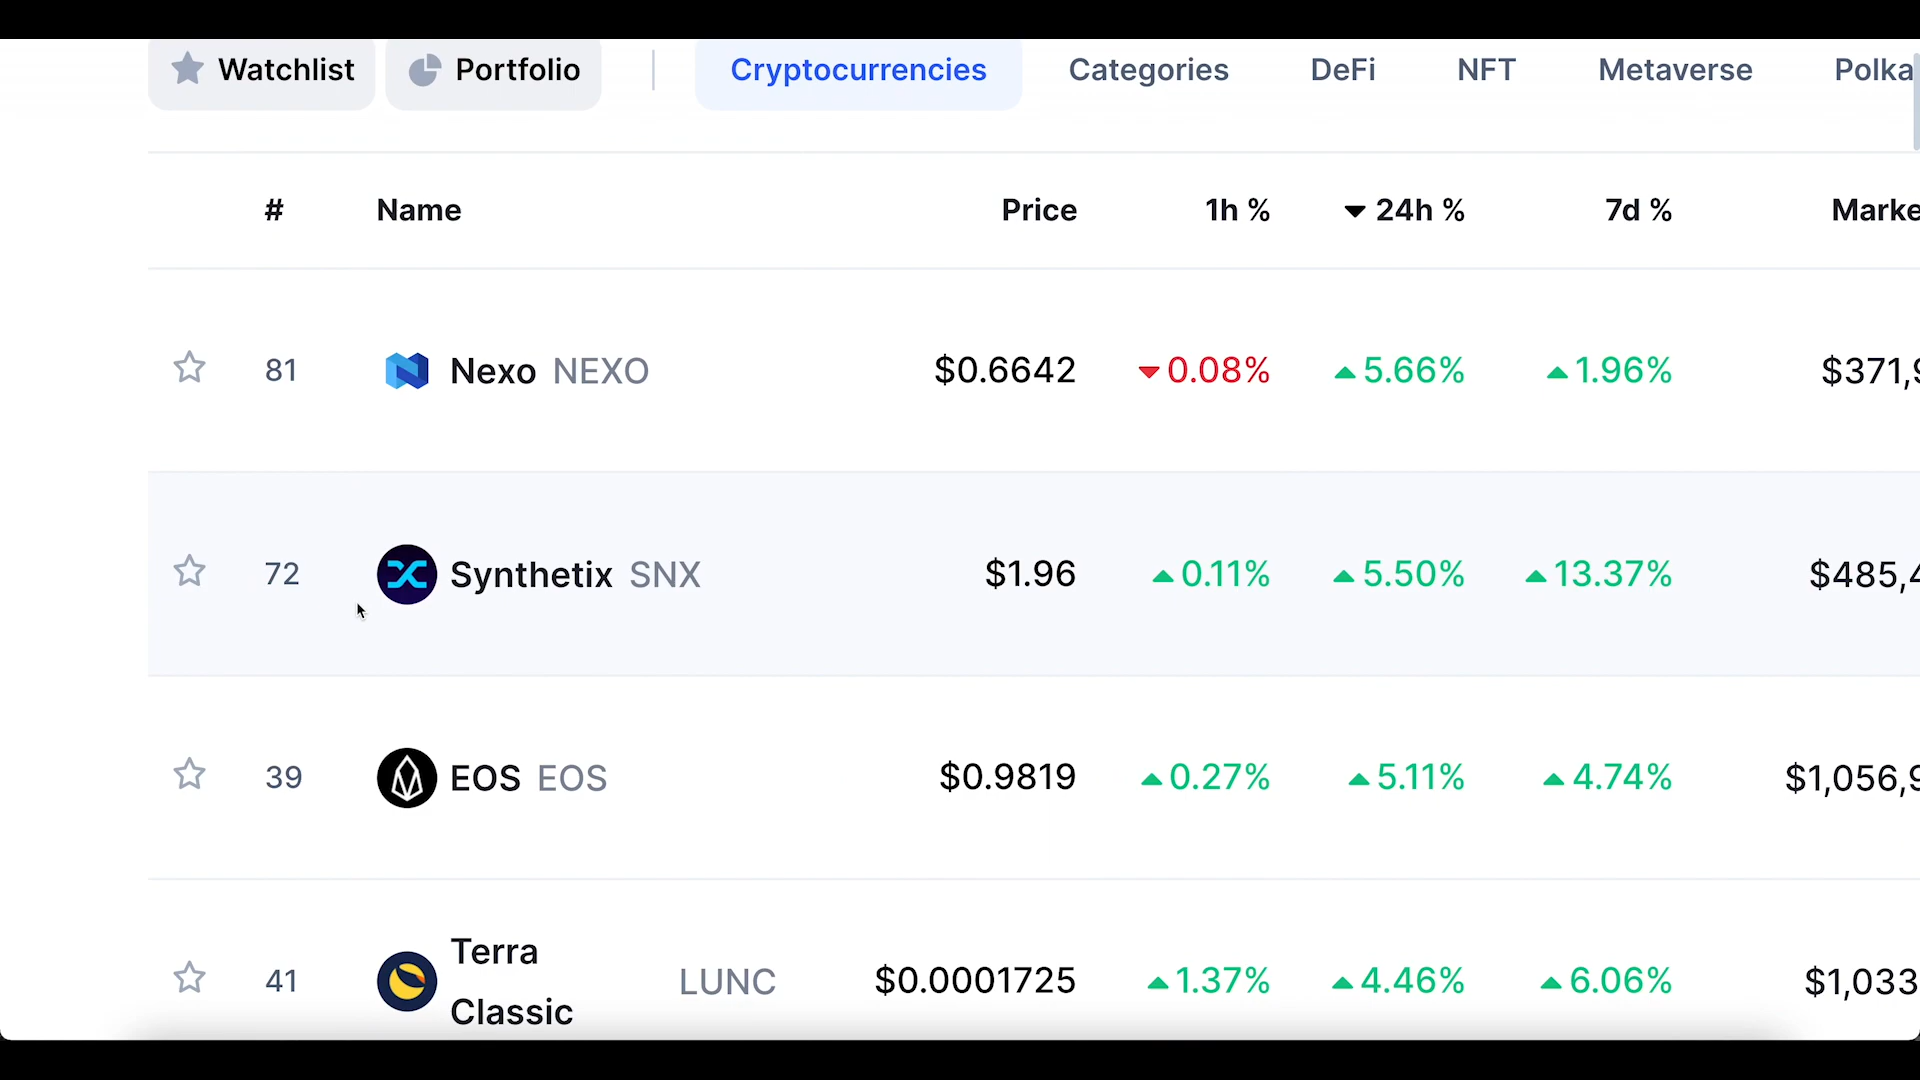 Watchlist Portfolio Cryptocurrencies Categories DeFi NFT Metaverse Polka
# Name Price 1h % 24h % 7d % Marke
81 Nexo NEXO $0.6642 0.08% 5.66% 1.96% $371,9
72 Synthetix SNX $1.96 0.11% 5.50% 13.37% $485,4
39 EOS EOS $0.9819 0.27% 5.11% 4.74% $1,056,9
41 Terra Classic LUNC $0.0001725 1.37% 4.46% 6.06% $1,033